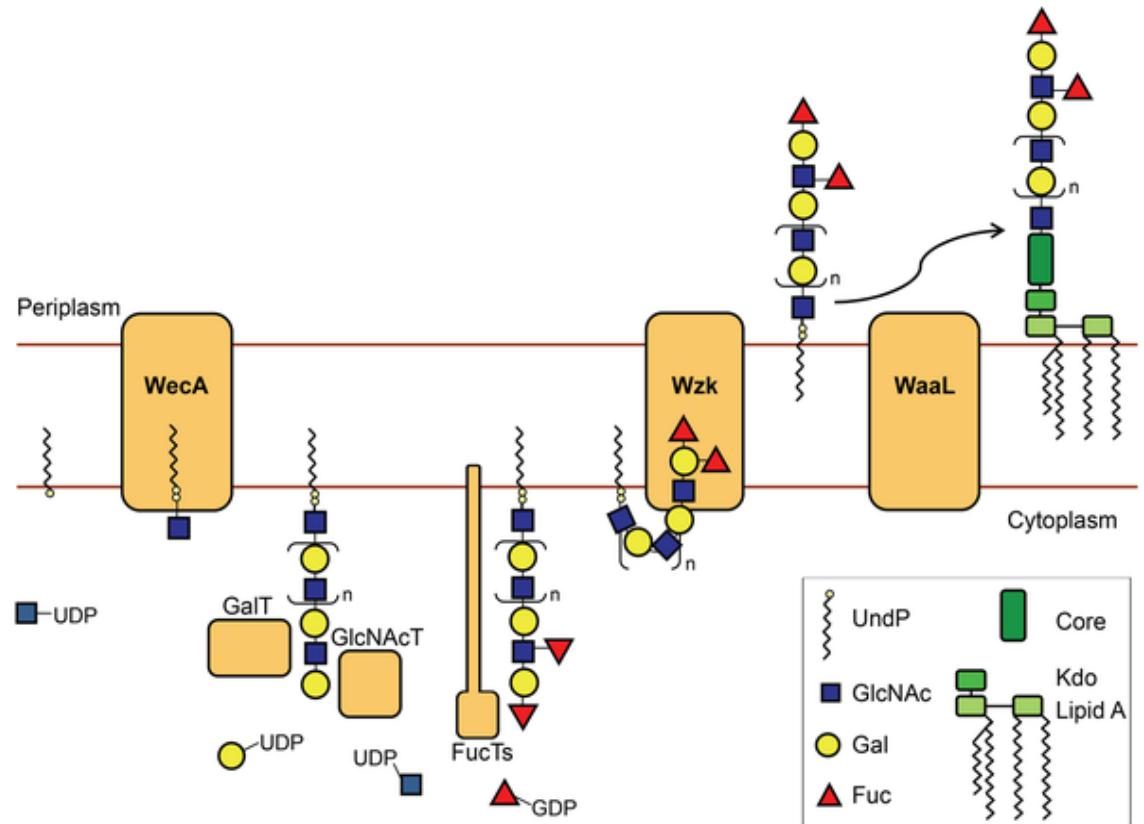 n
n
Periplasm
WecA
Wzk
WaaL
Cytoplasm
n
n
UDP
GalT
GlcNAcT
UDP
UDP
FucTs
GDP
UndP
Core
GlcNAc
Kdo
Lipid A
Gal
Fuc